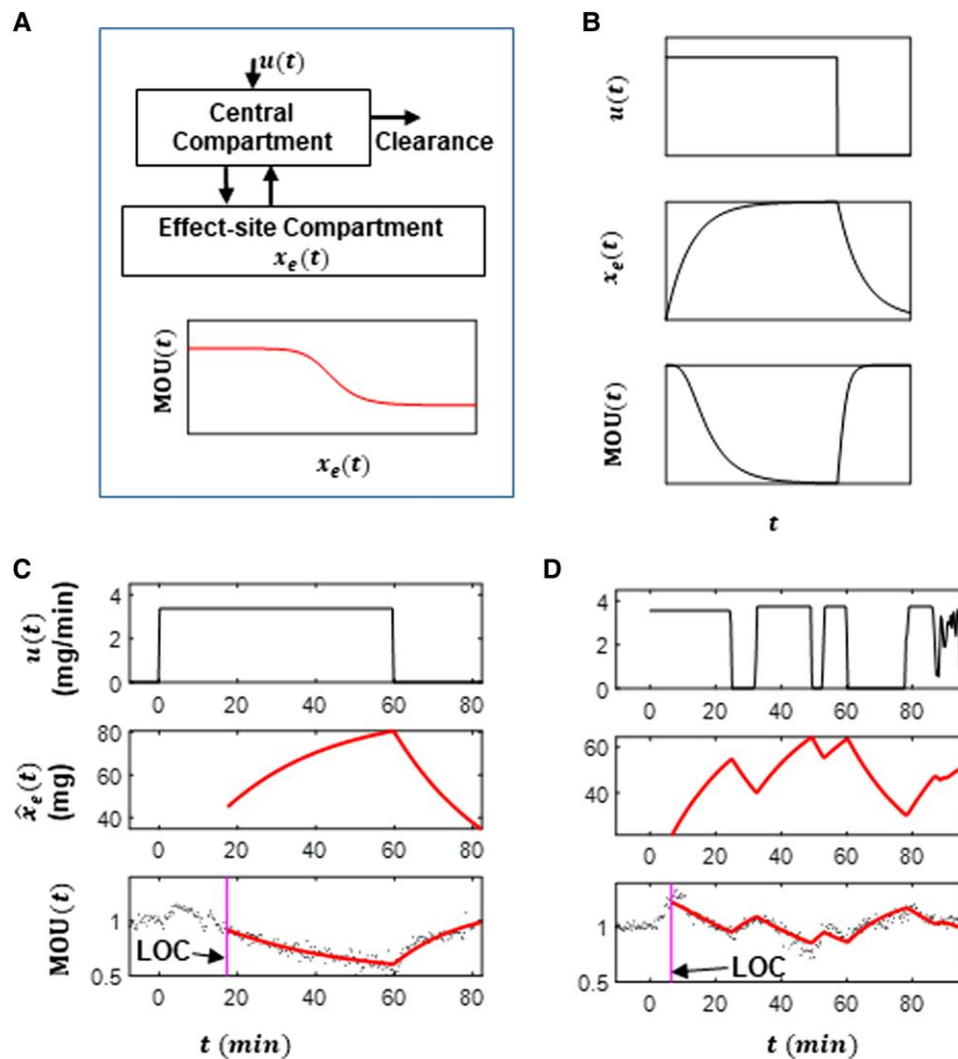 A
u(t)
Central
Compartment
Clearance
Effect-site Compartment
x_e(t)
MOU(t)
x_e(t)
B
u(t)
x_e(t)
MOU(t)
t
C
u(t)
(mg/min)
4
2
0
0 20 40 60 80
x̂_e(t)
(mg)
80
60
40
0 20 40 60 80
MOU(t)
1
0.5
LOC
0 20 40 60 80
t (min)
D
4
2
0
0 20 40 60 80
60
40
0 20 40 60 80
1
0.5
LOC
0 20 40 60 80
t (min)